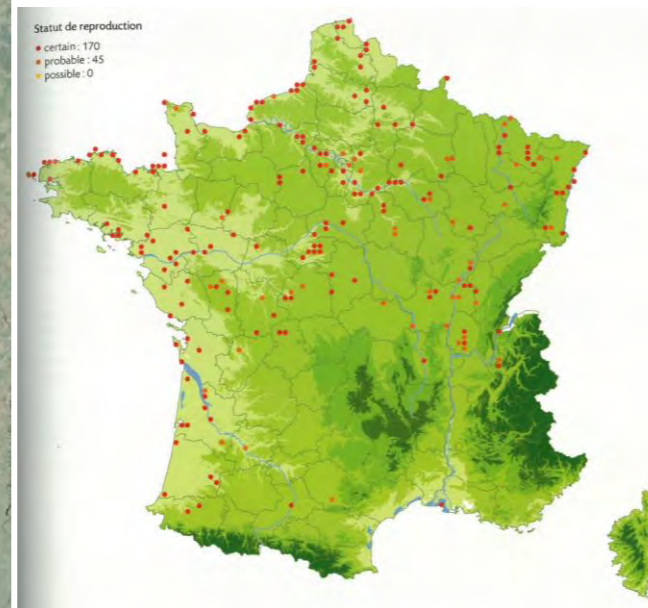 Statut de reproduction
certain : 170
probable : 45
possible : 0